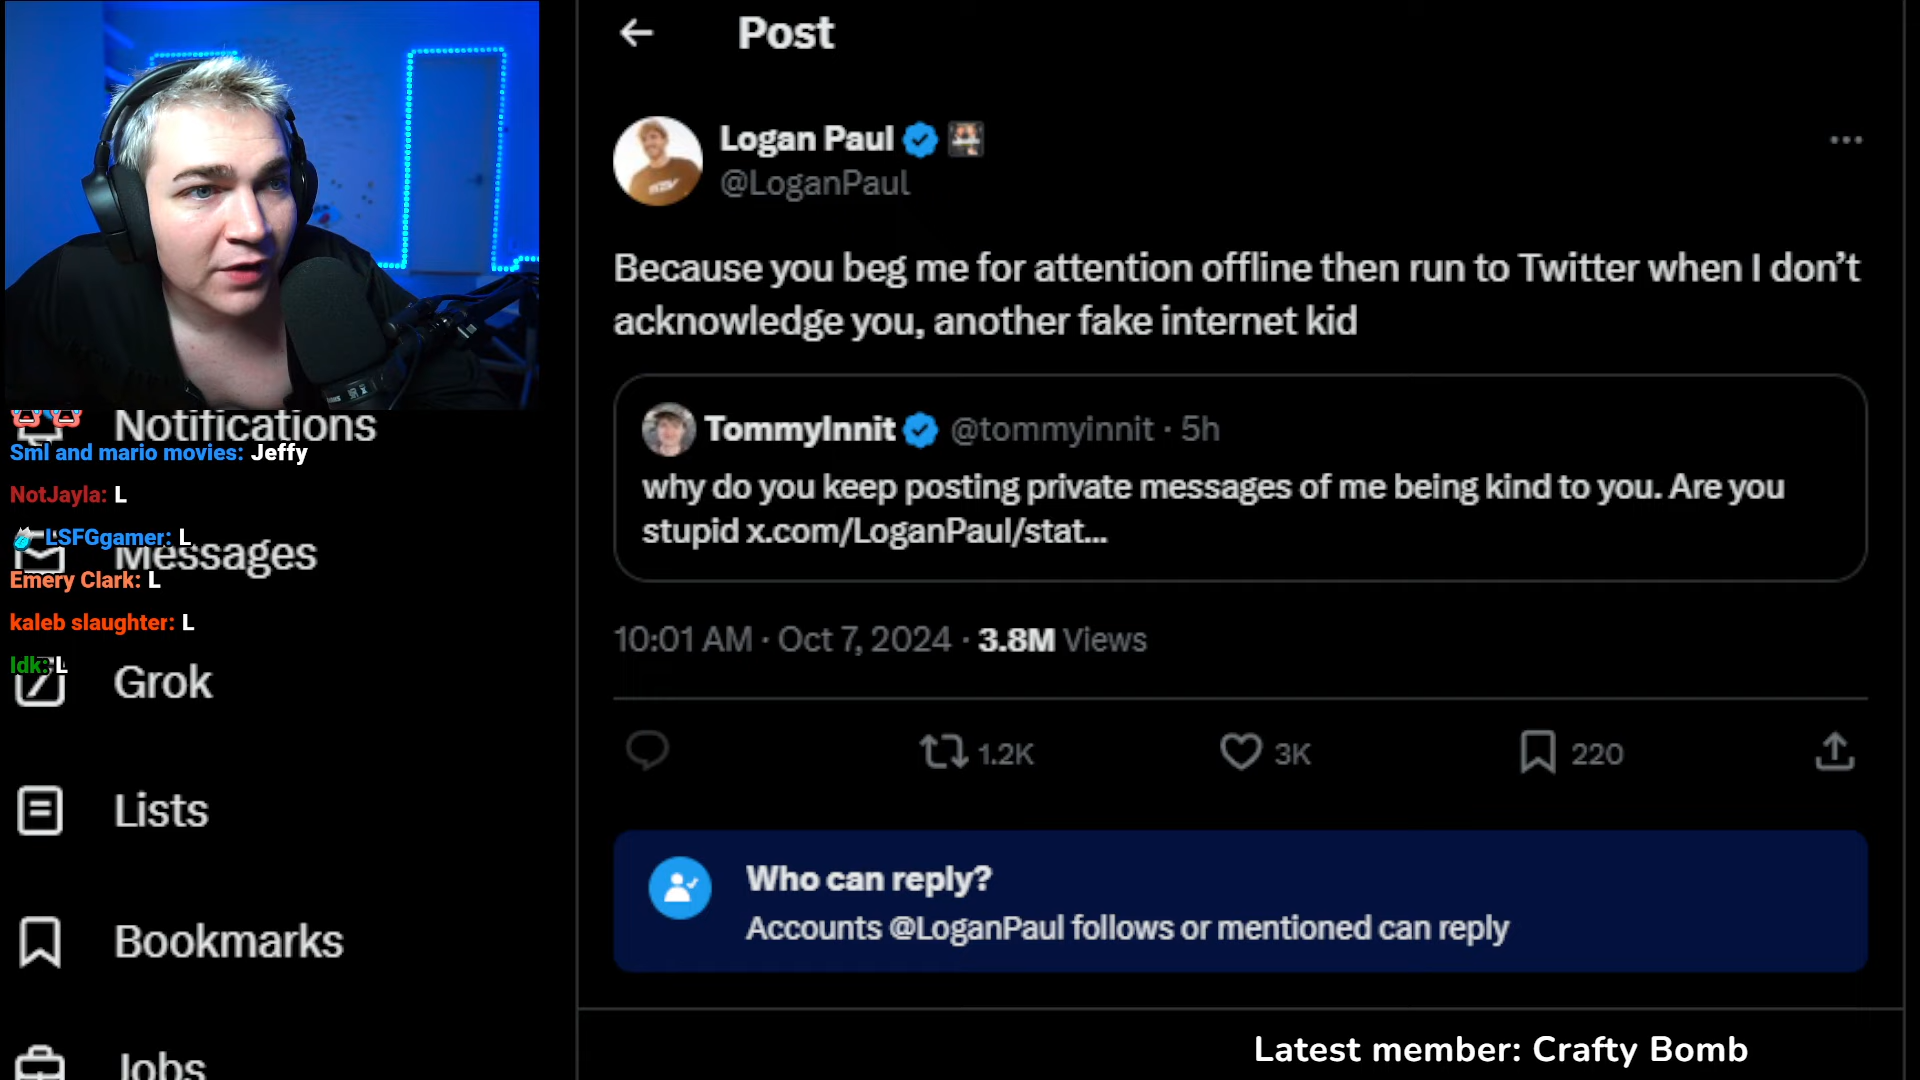 Post
Logan Paul
@LoganPaul
Because you beg me for attention offline then run to Twitter when I don’t
acknowledge you, another fake internet kid
TommyInnit @tommyinnit · 5h
why do you keep posting private messages of me being kind to you. Are you
stupid x.com/LoganPaul/stat...
10:01 AM · Oct 7, 2024 · 3.8M Views
1.2K
3K
220
Who can reply?
Accounts @LoganPaul follows or mentioned can reply
Notifications
Sml and mario movies: Jeffy
NotJayla: L
LSFGgamer: L
Messages
Emery Clark: L
kaleb slaughter: L
Idk: L
Grok
Lists
Bookmarks
Jobs
Latest member: Crafty Bomb